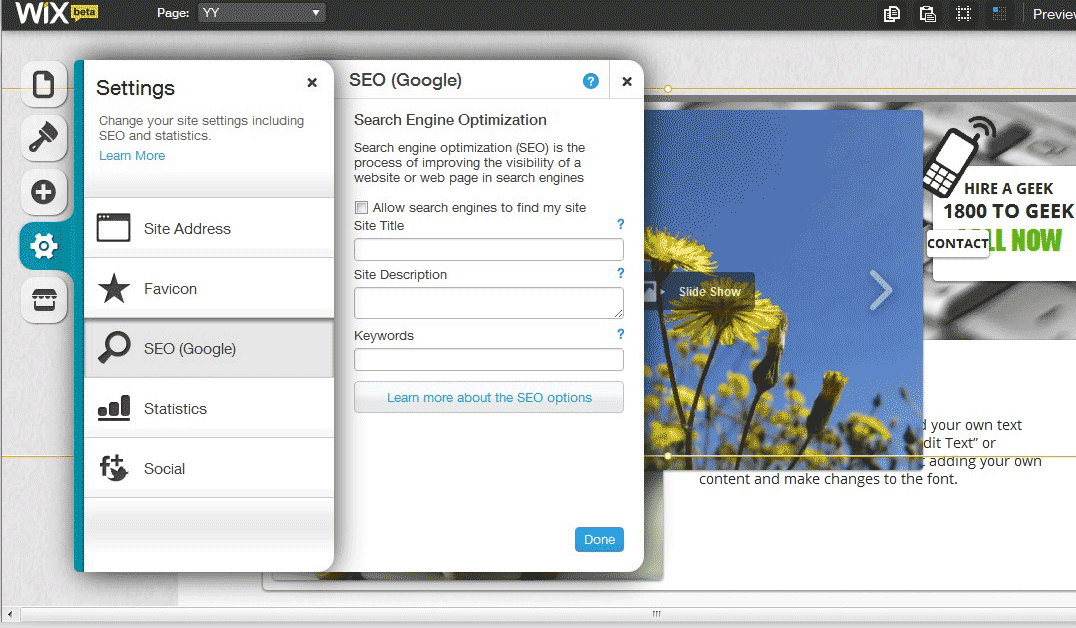 WiX beta
Page: YY
Preview
Settings
Change your site settings including
SEO and statistics.
Learn More
Site Address
Favicon
SEO (Google)
Statistics
Social
SEO (Google)
?
Search Engine Optimization
Search engine optimization (SEO) is the
process of improving the visibility of a
website or web page in search engines
Allow search engines to find my site
Site Title ?
Site Description ?
Keywords ?
Learn more about the SEO options
Done
Slide Show
HIRE A GEEK
1800 TO GEEK
LL NOW
CONTACT
d your own text
dit Text” or
adding your own
content and make changes to the font.